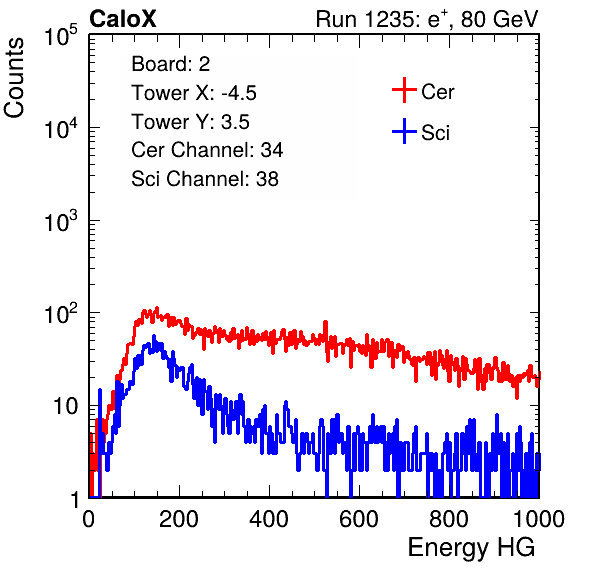 CaloX Run 1235: e⁺, 80 GeV
Counts
10⁵
10⁴
10³
10²
10
1
Board: 2
Tower X: -4.5
Tower Y: 3.5
Cer Channel: 34
Sci Channel: 38
Cer
Sci
0 200 400 600 800 1000
Energy HG